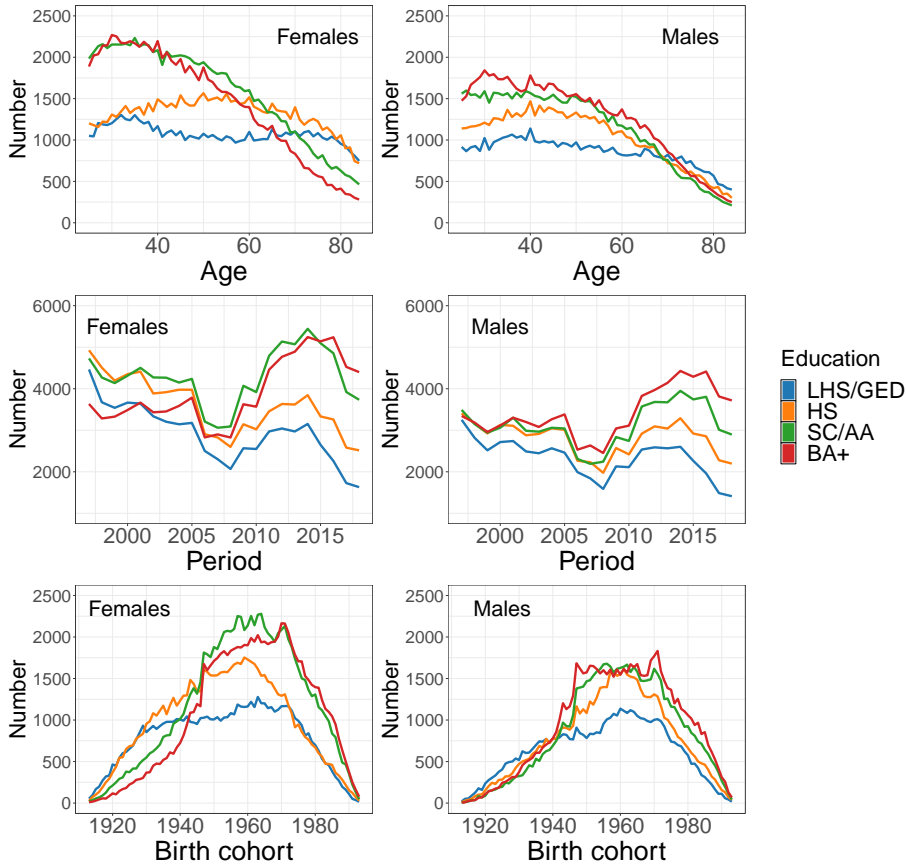 Females
Number
2500
2000
1500
1000
500
0
40
60
80
Age
Males
Number
2500
2000
1500
1000
500
0
40
60
80
Age
Females
Number
6000
4000
2000
2000
2005
2010
2015
Period
Males
Number
6000
4000
2000
2000
2005
2010
2015
Period
Education
LHS/GED
HS
SC/AA
BA+
Females
Number
2500
2000
1500
1000
500
0
1920
1940
1960
1980
Birth cohort
Males
Number
2500
2000
1500
1000
500
0
1920
1940
1960
1980
Birth cohort